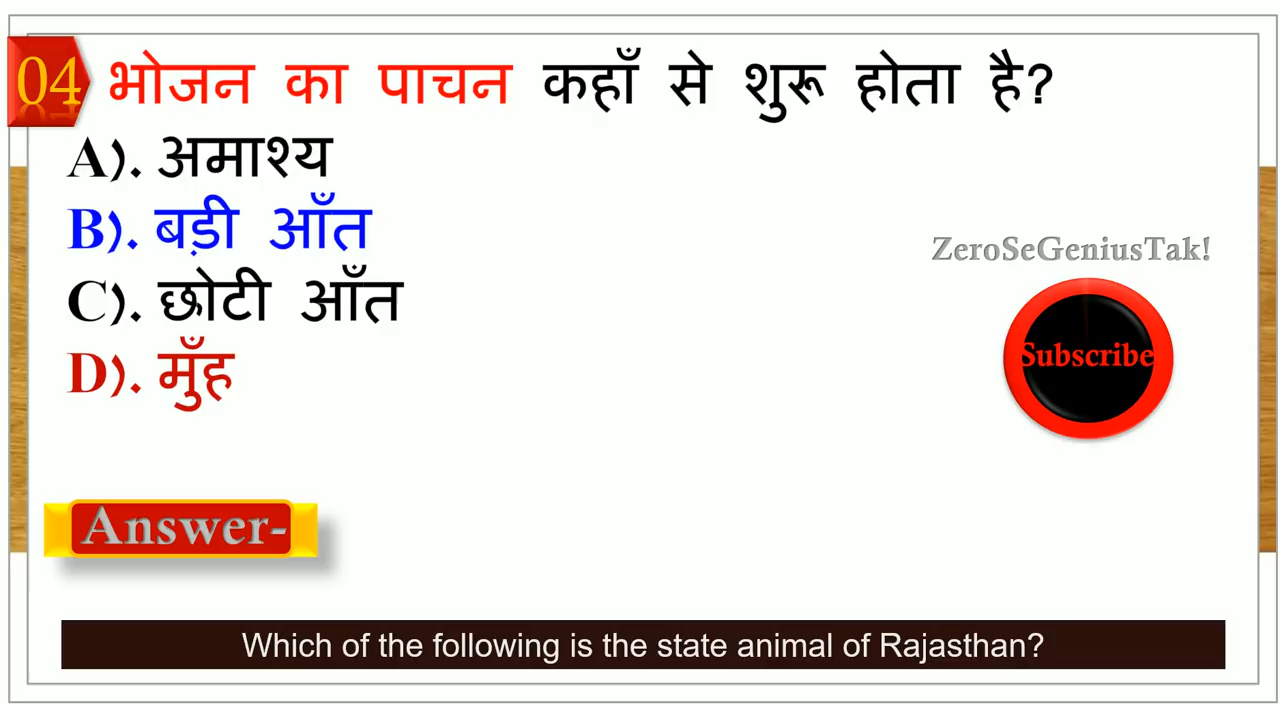 04 भोजन का पाचन कहाँ से शुरू होता है?
A). अमाश्य
B). बड़ी आँत
C). छोटी आँत
D). मुँह
ZeroSeGeniusTak!
Subscribe
Answer-
Which of the following is the state animal of Rajasthan?